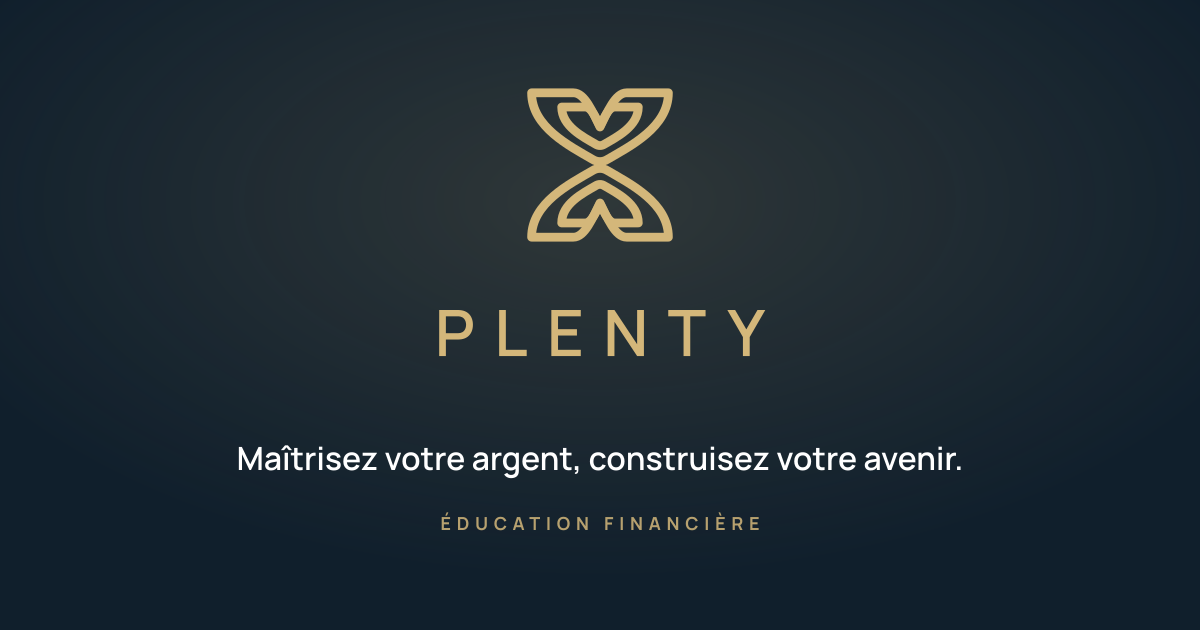 PLENTY
Maîtrisez votre argent, construisez votre avenir.
ÉDUCATION FINANCIÈRE